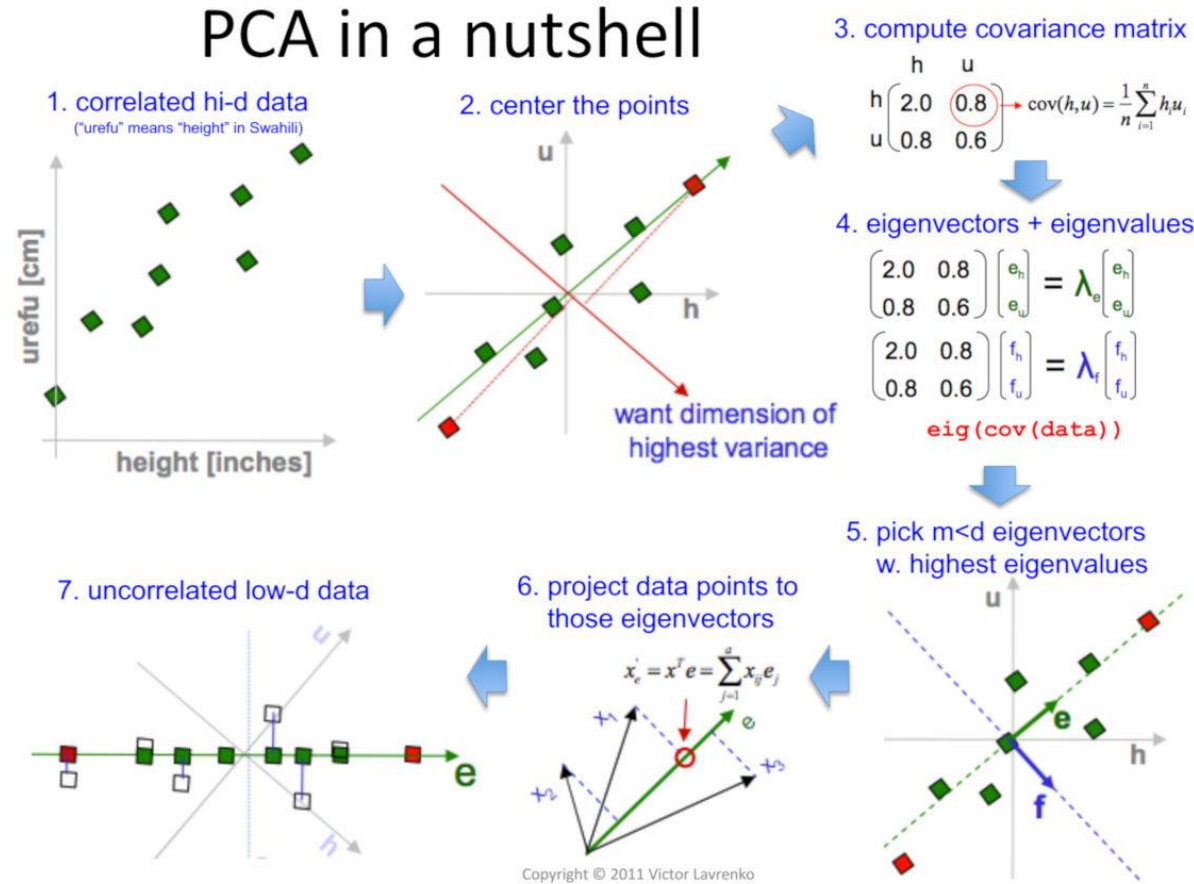 PCA in a nutshell
1. correlated hi-d data
("urefu" means "height" in Swahili)
urefu [cm]
height [inches]
2. center the points
u
h
want dimension of
highest variance
3. compute covariance matrix
h u
h 2.0 0.8 → cov(h,u) = 1/n ∑ i=1 n h_i u_i
u 0.8 0.6
4. eigenvectors + eigenvalues
2.0 0.8 e_h = λ_e e_h
0.8 0.6 e_u e_u
2.0 0.8 f_h = λ_f f_h
0.8 0.6 f_u f_u
eig(cov(data))
5. pick m<d eigenvectors
w. highest eigenvalues
u
e
h
f
6. project data points to
those eigenvectors
x'_e = x^T e = ∑ j=1 a x_ij e_j
x_1
e
x_2
x_3
7. uncorrelated low-d data
u
e
h
Copyright © 2011 Victor Lavrenko